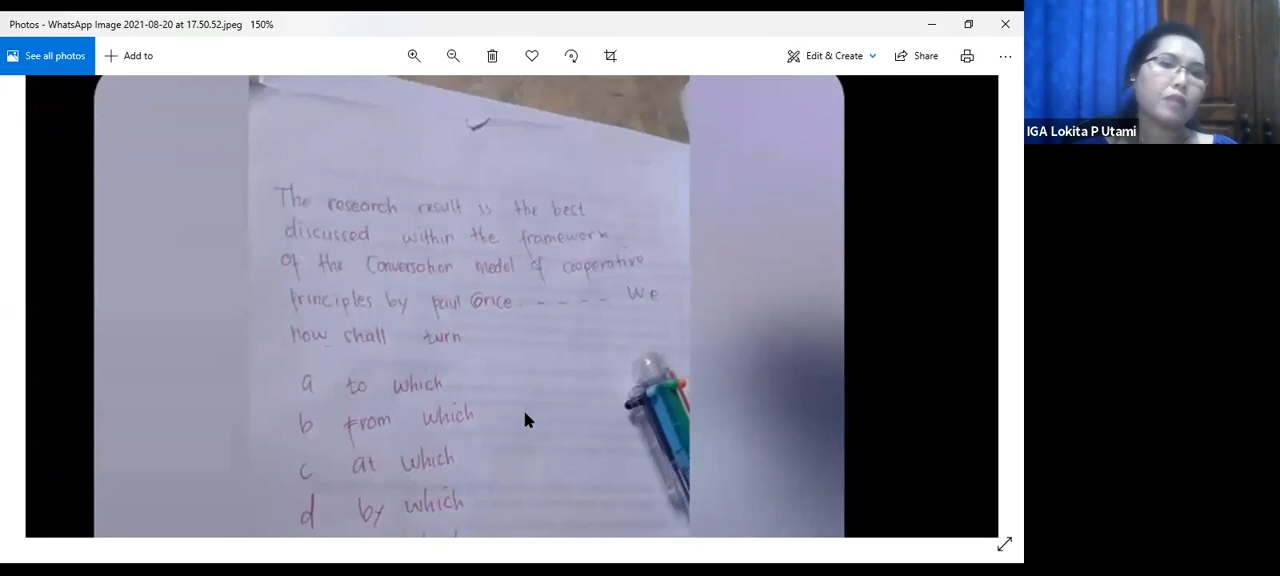 Photos - WhatsApp Image 2021-08-20 at 17.50.52.jpeg 150%
See all photos
Add to
Edit & Create
Share
IGA Lokita P Utami
The research result is the best
discussed within the framework
of the Conversation model of cooperative
principles by paul Grice. - - - - We
now shall turn
a to which
b from which
c at which
d by which